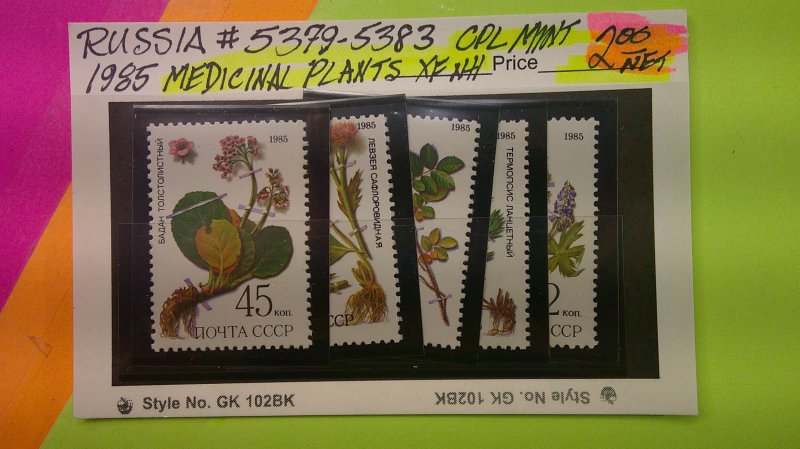 RUSSIA # 5379-5383 CPL MINT 2 00
1985 MEDICINAL PLANTS XF NH Price NET
1985
БАДАН ТОЛСТОЛИСТНЫЙ
45 коп.
ПОЧТА СССР
1985
ЛЕВЗЕЯ САФЛОРОВИДНАЯ
ССР
1985
1985
ТЕРМОПСИС ЛАНЦЕТНЫЙ
1985
2 коп.
Style No. GK 102BK
Style No. GK 102BK